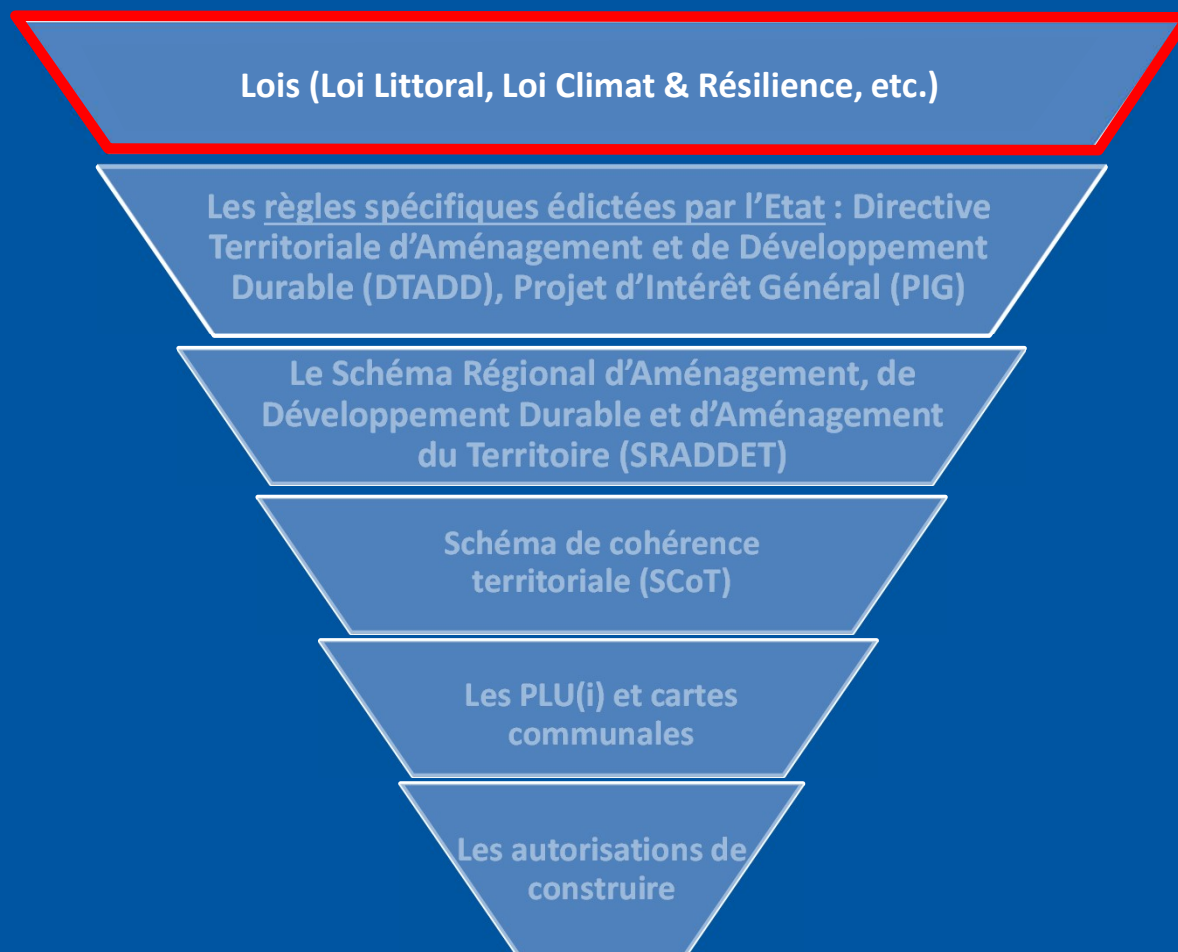 Lois (Loi Littoral, Loi Climat & Résilience, etc.)
Les règles spécifiques édictées par l’Etat : Directive
Territoriale d’Aménagement et de Développement
Durable (DTADD), Projet d’Intérêt Général (PIG)
Le Schéma Régional d’Aménagement, de
Développement Durable et d’Aménagement
du Territoire (SRADDET)
Schéma de cohérence
territoriale (SCoT)
Les PLU(i) et cartes
communales
Les autorisations de
construire